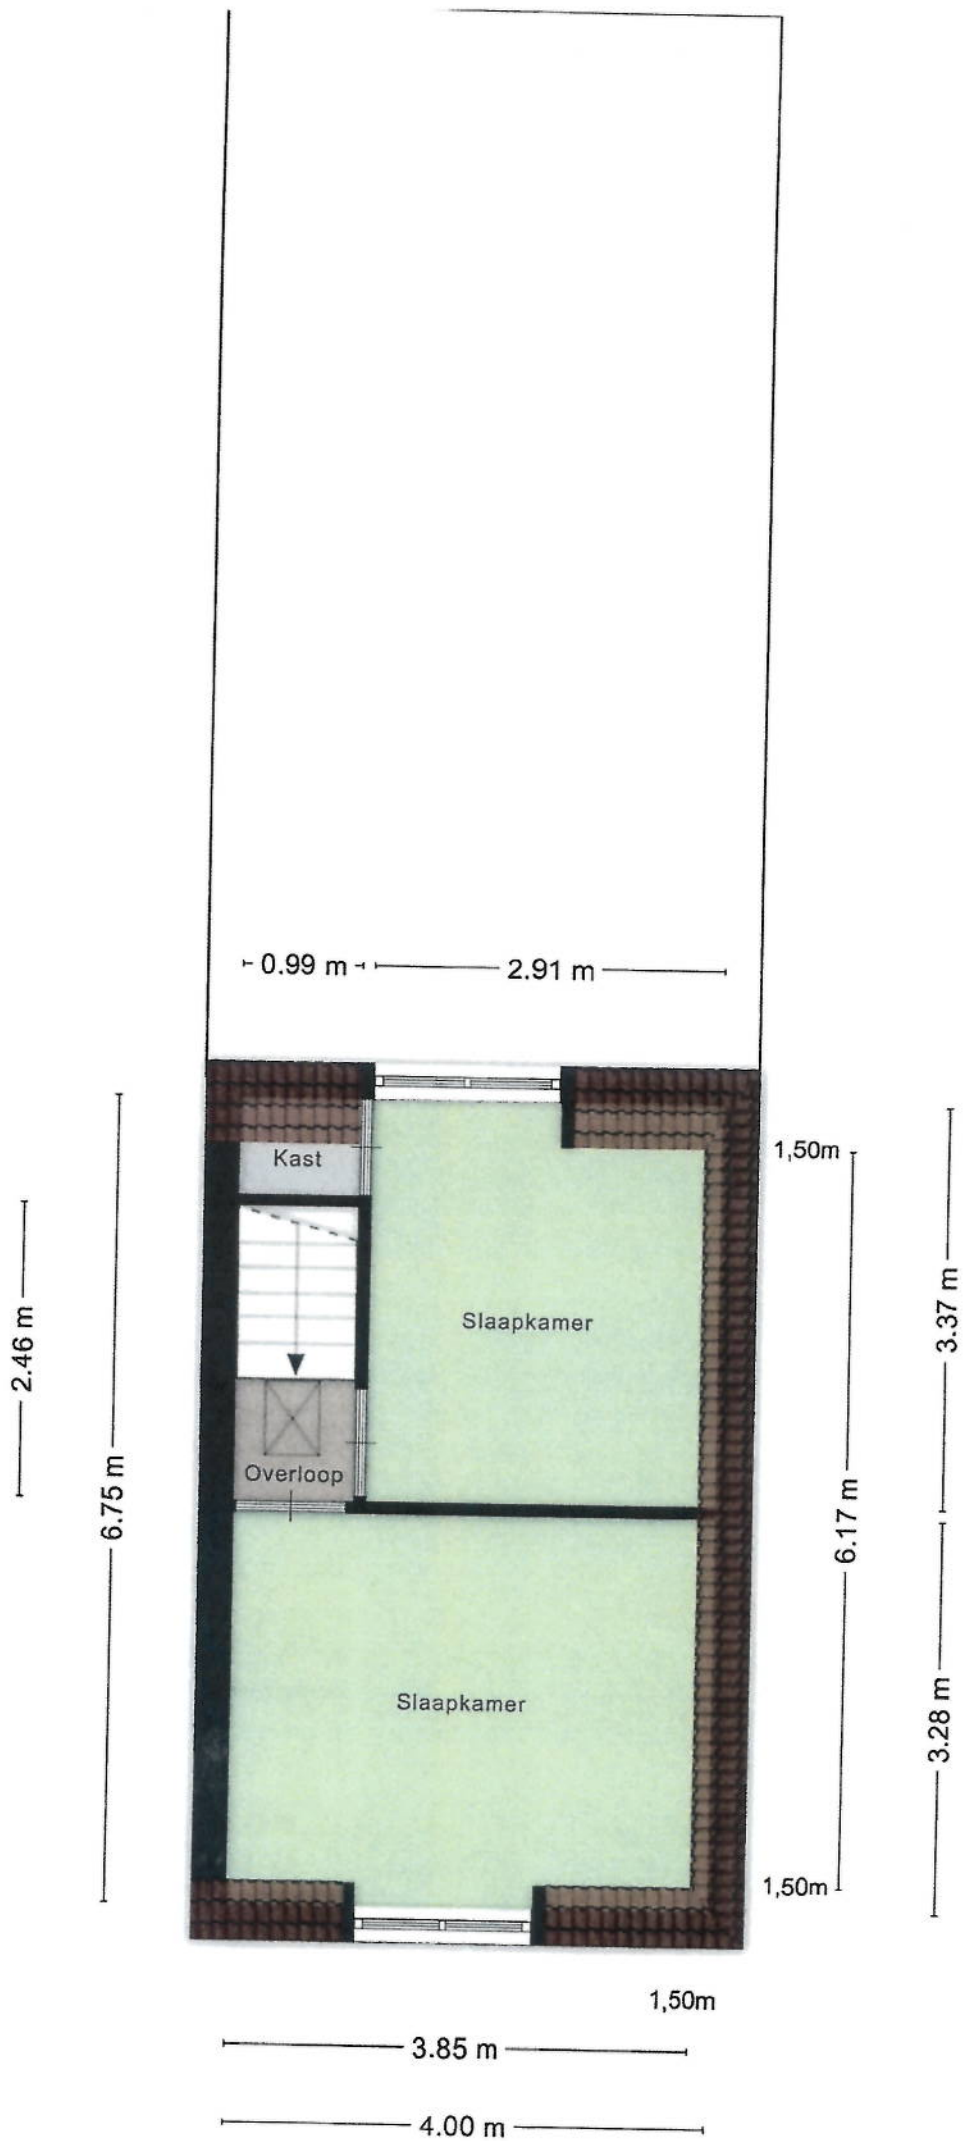 0.99 m
2.91 m
Kast
1,50m
Slaapkamer
3.37 m
2.46 m
Overloop
6.75 m
6.17 m
Slaapkamer
3.28 m
1,50m
1,50m
3.85 m
4.00 m